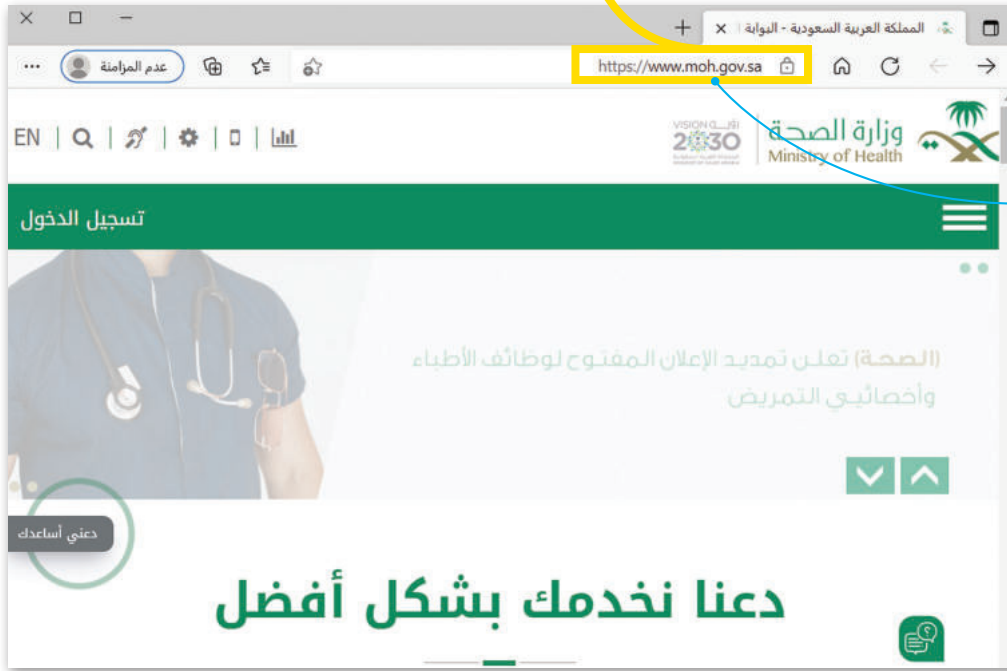 المملكة العربية السعودية - البوابة
https://www.moh.gov.sa
عدم المزامنة
وزارة الصحة
Ministry of Health
VISION رؤية
2030
EN
تسجيل الدخول
(الصحة) تعلن تمديد الإعلان المفتوح لوظائف الأطباء
وأخصائيي التمريض
دعني أساعدك
دعنا نخدمك بشكل أفضل